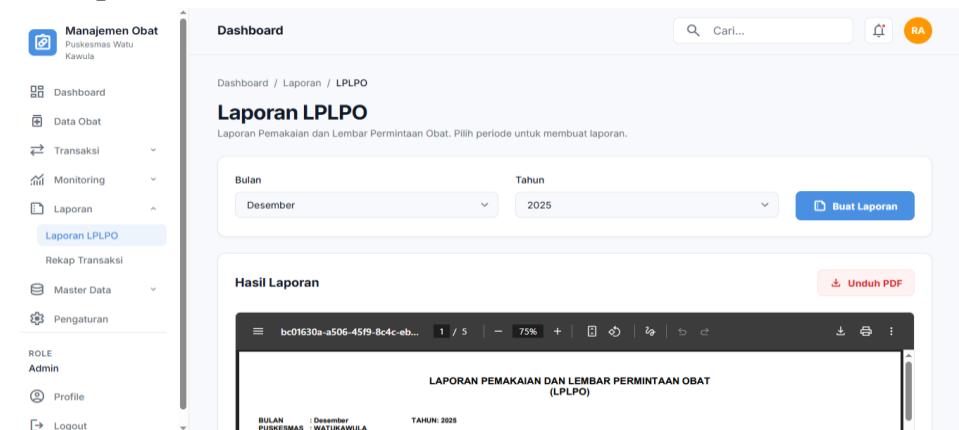 Manajemen Obat
Puskesmas Watu
Kawula
Dashboard
Data Obat
Transaksi
Monitoring
Laporan
Laporan LPLPO
Rekap Transaksi
Master Data
Pengaturan
ROLE
Admin
Profile
Logout
Dashboard
Cari...
RA
Dashboard / Laporan / LPLPO
Laporan LPLPO
Laporan Pemakaian dan Lembar Permintaan Obat. Pilih periode untuk membuat laporan.
Bulan
Tahun
Desember
2025
Buat Laporan
Hasil Laporan
Unduh PDF
bc01630a-a506-45f9-8c4c-eb...
1 / 5
75%
LAPORAN PEMAKAIAN DAN LEMBAR PERMINTAAN OBAT
(LPLPO)
BULAN : Desember TAHUN: 2025
PUSKESMAS : WATUKAWULA